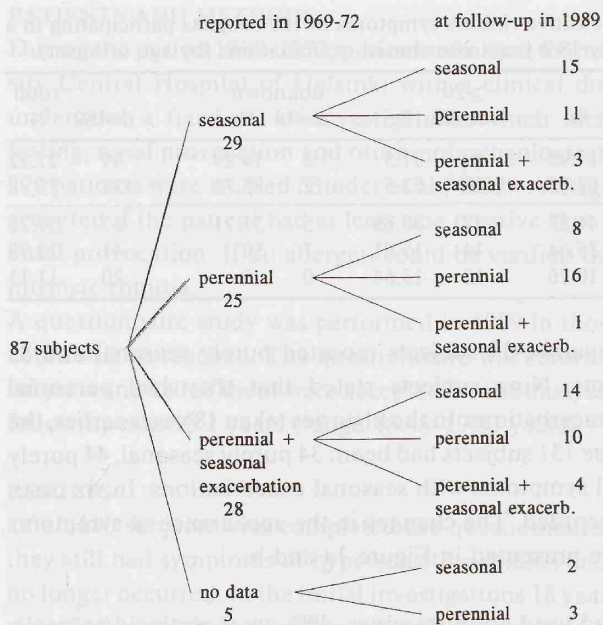 reported in 1969-72
at follow-up in 1989
87 subjects
seasonal
29
seasonal 15
perennial 11
perennial + 3
seasonal exacerb.
perennial
25
seasonal 8
perennial 16
perennial + 1
seasonal exacerb.
perennial +
seasonal
exacerbation
28
seasonal 14
perennial 10
perennial + 4
seasonal exacerb.
no data
5
seasonal 2
perennial 3